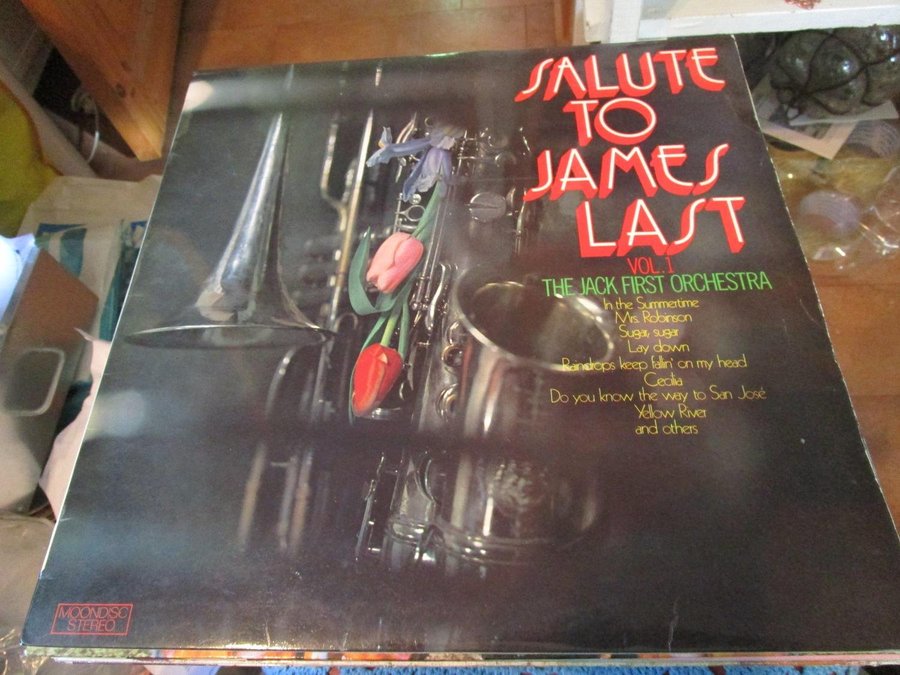 SALUTE
TO
JAMES
LAST
VOL.1
THE JACK FIRST ORCHESTRA
In the Summertime
Mrs. Robinson
Sugar, sugar
Lay down
Raindrops keep fallin' on my head
Cecilia
Do you know the way to San José
Yellow River
and others
MOONDISC
STEREO